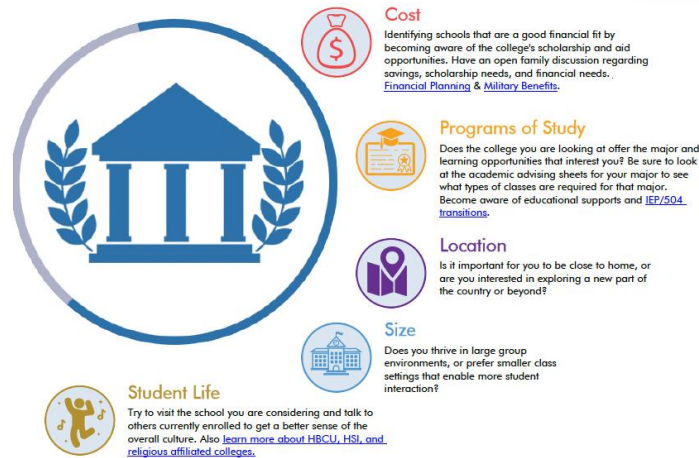 Cost
Identifying schools that are a good financial fit by
becoming aware of the college's scholarship and aid
opportunities. Have an open family discussion regarding
savings, scholarship needs, and financial needs.
Financial Planning & Military Benefits.
Programs of Study
Does the college you are looking at offer the major and
learning opportunities that interest you? Be sure to look
at the academic advising sheets for your major to see
what types of classes are required for that major.
Become aware of educational supports and IEP/504
transitions.
Location
Is it important for you to be close to home, or
are you interested in exploring a new part of
the country or beyond?
Size
Does you thrive in large group
environments, or prefer smaller class
settings that enable more student
interaction?
Student Life
Try to visit the school you are considering and talk to
others currently enrolled to get a better sense of the
overall culture. Also learn more about HBCU, HSI, and
religious affiliated colleges.